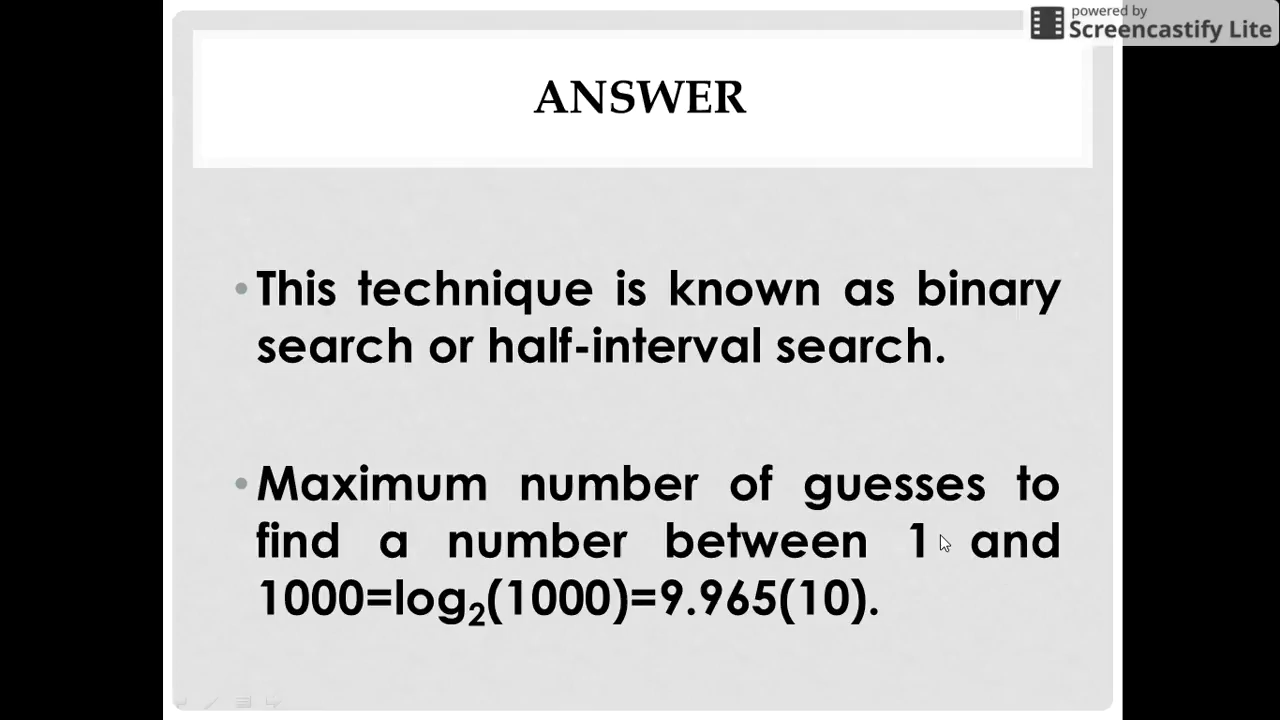 powered by
Screencastify Lite
ANSWER
• This technique is known as binary
search or half-interval search.
• Maximum number of guesses to
find a number between 1 and
1000=log₂(1000)=9.965(10).